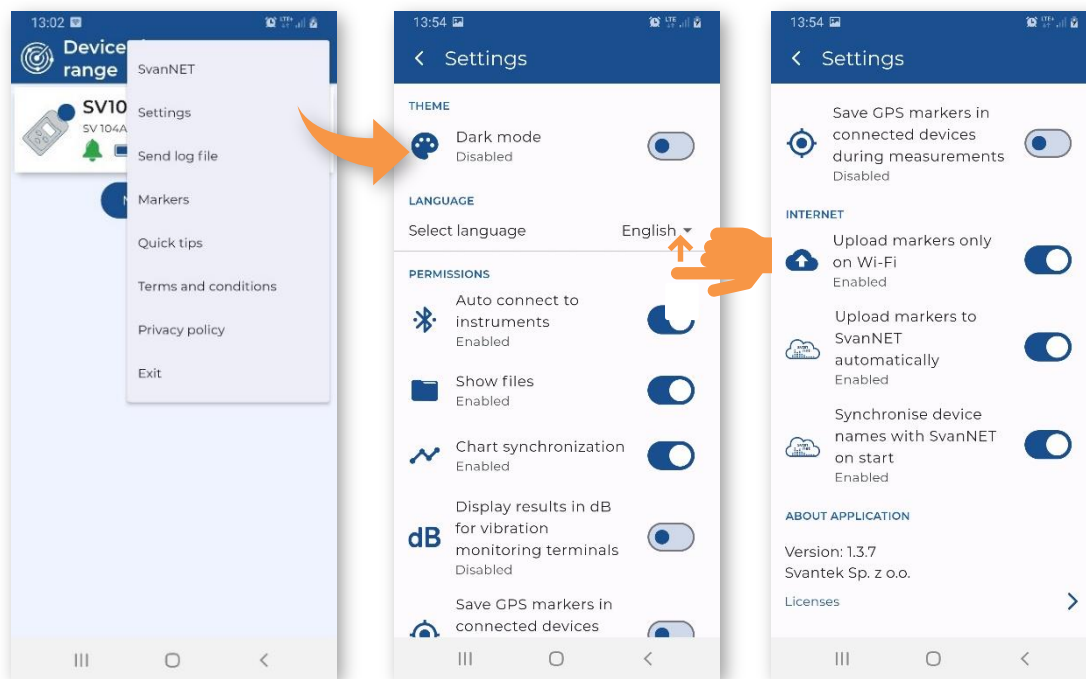 13:02
LTE+
Device
range
SV10
SV 104A
N
SvanNET
Settings
Send log file
Markers
Quick tips
Terms and conditions
Privacy policy
Exit
13:54
LTE
Settings
THEME
Dark mode
Disabled
LANGUAGE
Select language English
PERMISSIONS
Auto connect to
instruments
Enabled
Show files
Enabled
Chart synchronization
Enabled
dB
Display results in dB
for vibration
monitoring terminals
Disabled
Save GPS markers in
connected devices
13:54
LTE+
Settings
Save GPS markers in
connected devices
during measurements
Disabled
INTERNET
Upload markers only
on Wi-Fi
Enabled
Upload markers to
SvanNET
automatically
Enabled
Synchronise device
names with SvanNET
on start
Enabled
ABOUT APPLICATION
Version: 1.3.7
Svantek Sp. z o.o.
Licenses